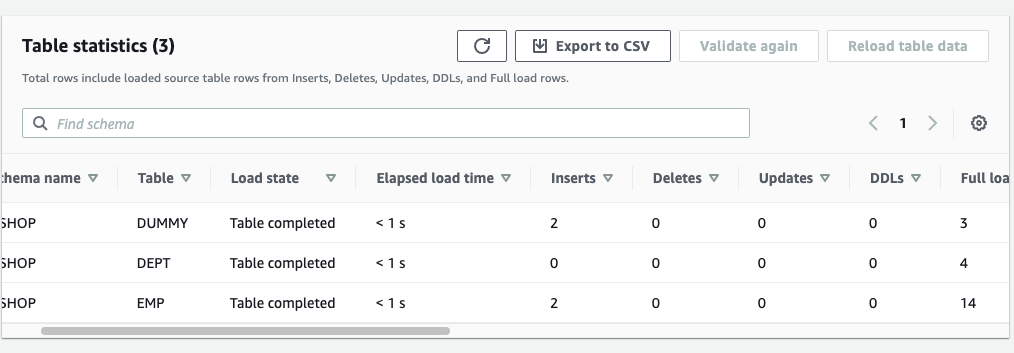 Table statistics (3)
Export to CSV
Validate again
Reload table data
Total rows include loaded source table rows from Inserts, Deletes, Updates, DDLs, and Full load rows.
Find schema
1
chema name Table Load state Elapsed load time Inserts Deletes Updates DDLs Full loa
SHOP DUMMY Table completed < 1 s 2 0 0 0 3
SHOP DEPT Table completed < 1 s 0 0 0 0 4
SHOP EMP Table completed < 1 s 2 0 0 0 14